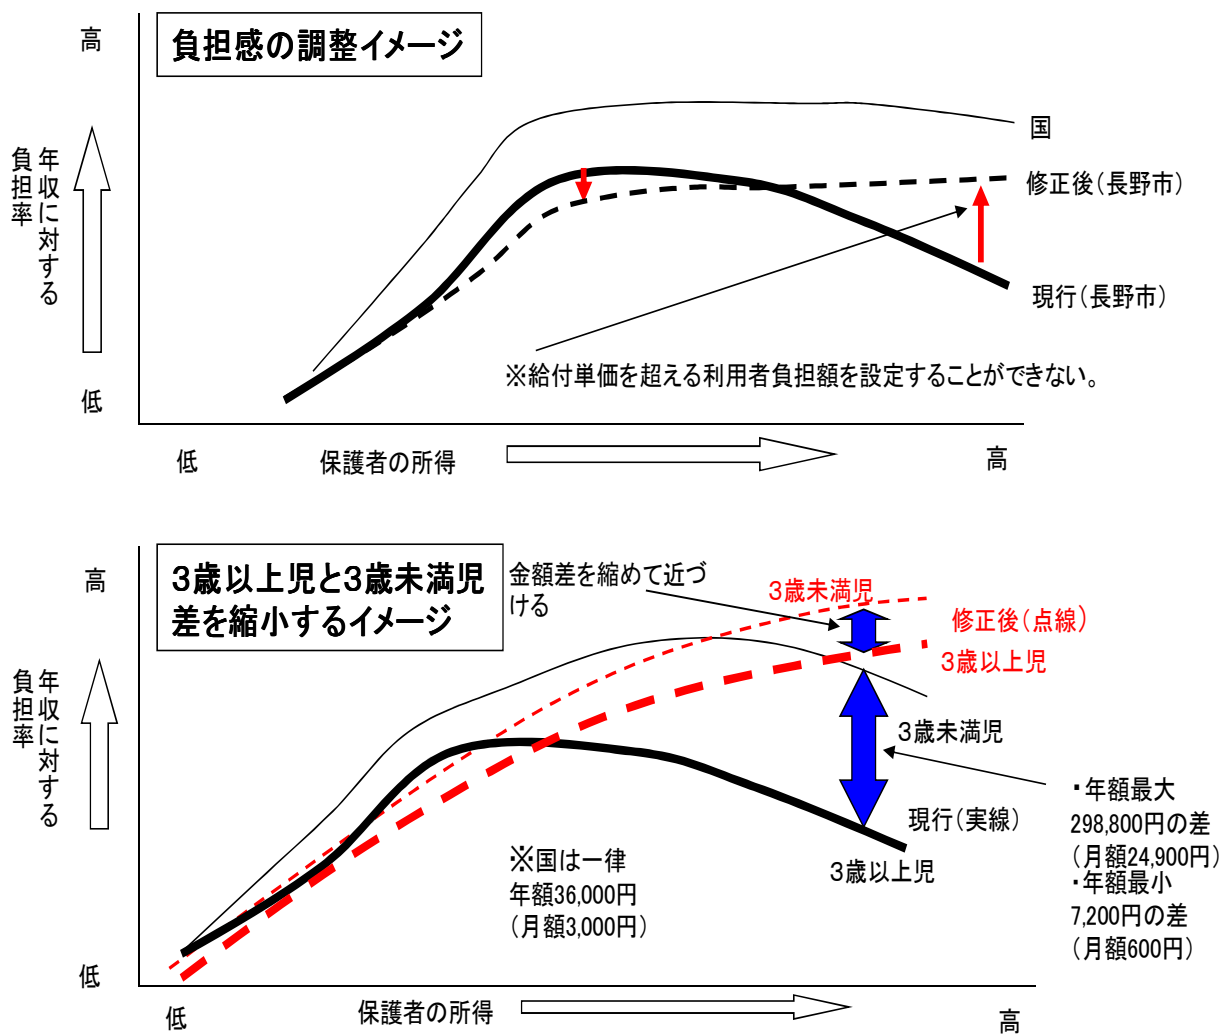 負担感の調整イメージ
高
年収に対する
負担率
低
国
修正後(長野市)
現行(長野市)
※給付単価を超える利用者負担額を設定することができない。
低
保護者の所得
高
3歳以上児と3歳未満児
差を縮小するイメージ
高
年収に対する
負担率
低
金額差を縮めて近づ
ける
3歳未満児
修正後(点線)
3歳以上児
3歳未満児
現行(実線)
3歳以上児
※国は一律
年額36,000円
(月額3,000円)
・年額最大
298,800円の差
(月額24,900円)
・年額最小
7,200円の差
(月額600円)
低
保護者の所得
高